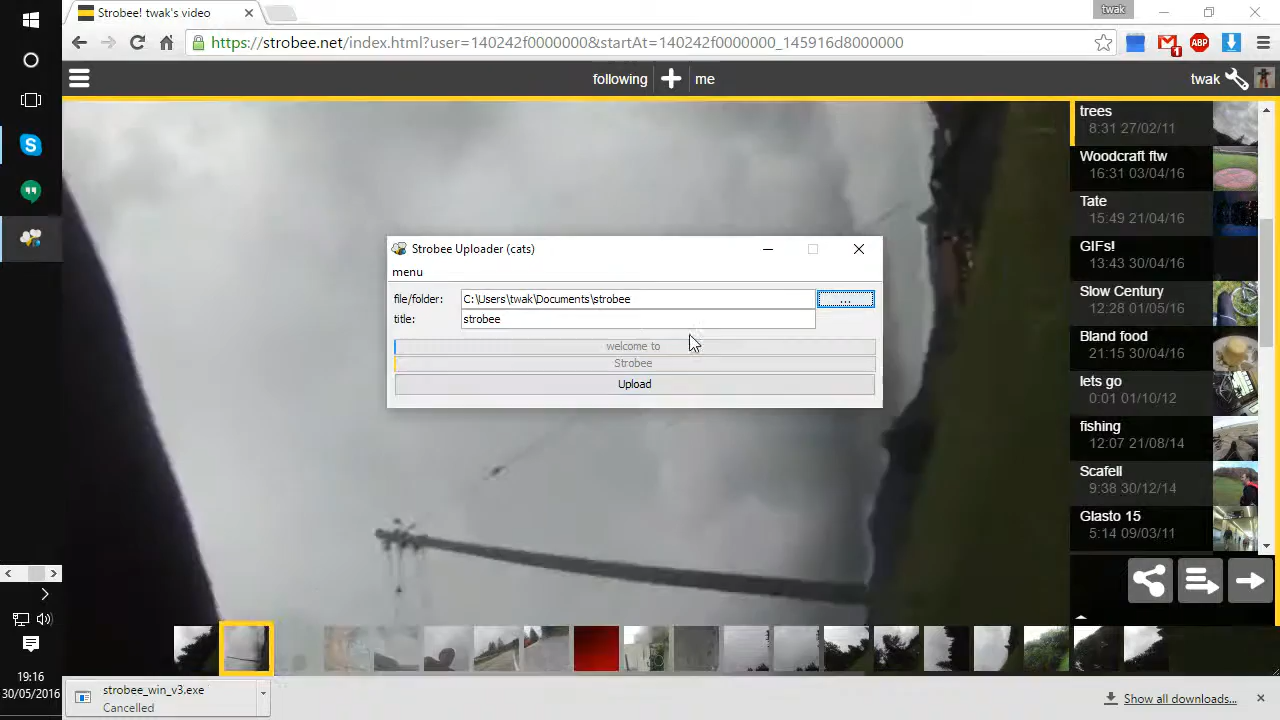 Strobee! twak's video
twak
https://strobee.net/index.html?user=140242f0000000&startAt=140242f0000000_145916d8000000
1
ABP
following
me
twak
trees
8:31 27/02/11
Woodcraft ftw
16:31 03/04/16
Tate
15:49 21/04/16
GIFs!
13:43 30/04/16
Slow Century
12:28 01/05/16
Bland food
21:15 30/04/16
lets go
0:01 01/10/12
fishing
12:07 21/08/14
Scafell
9:38 30/12/14
Glasto 15
5:14 09/03/11
Strobee Uploader (cats)
menu
file/folder:
C:\Users\twak\Documents\strobee
...
title:
strobee
welcome to
Strobee
Upload
19:16
30/05/2016
strobee_win_v3.exe
Cancelled
Show all downloads...